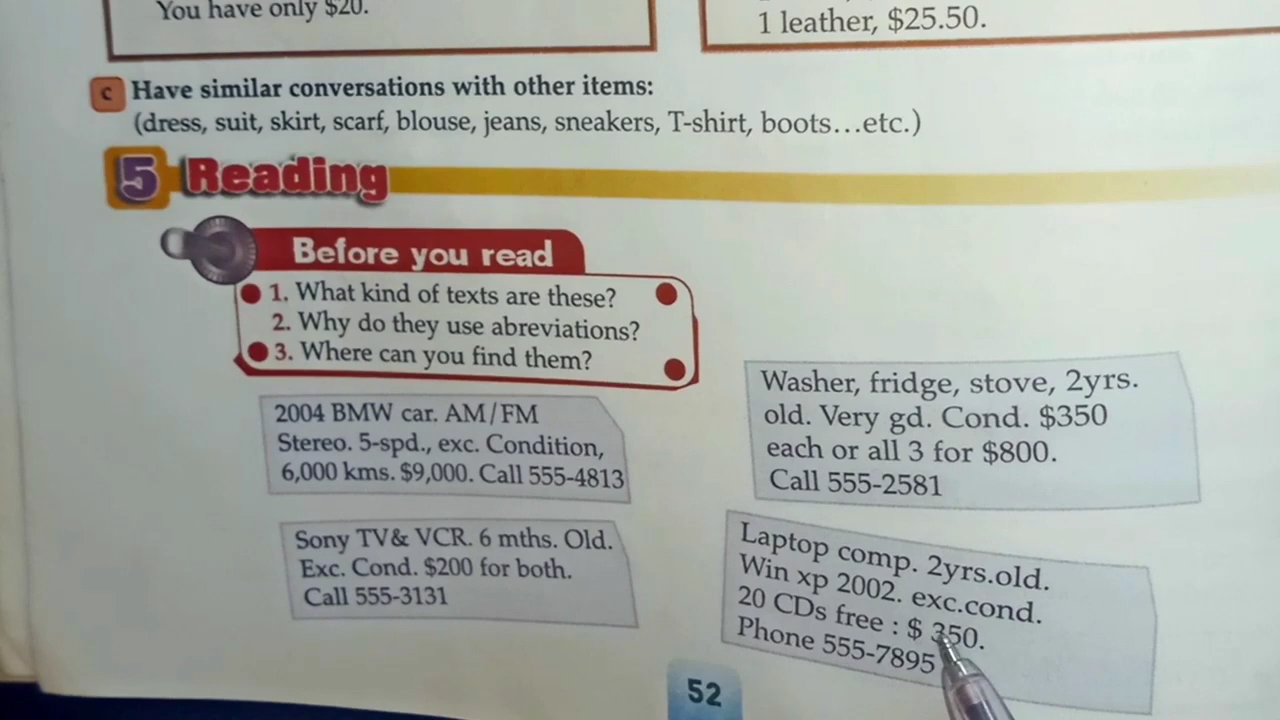 You have only $20.
1 leather, $25.50.
c Have similar conversations with other items:
(dress, suit, skirt, scarf, blouse, jeans, sneakers, T-shirt, boots...etc.)
5 Reading
Before you read
1. What kind of texts are these?
2. Why do they use abreviations?
3. Where can you find them?
2004 BMW car. AM/FM
Stereo. 5-spd., exc. Condition,
6,000 kms. $9,000. Call 555-4813
Washer, fridge, stove, 2yrs.
old. Very gd. Cond. $350
each or all 3 for $800.
Call 555-2581
Sony TV& VCR. 6 mths. Old.
Exc. Cond. $200 for both.
Call 555-3131
Laptop comp. 2yrs.old.
Win xp 2002. exc.cond.
20 CDs free : $ 350.
Phone 555-7895
52